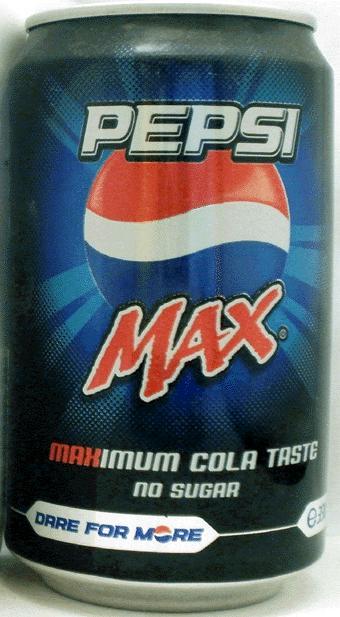 PEPSI
MAX®
MAXIMUM COLA TASTE
NO SUGAR
DARE FOR MORE